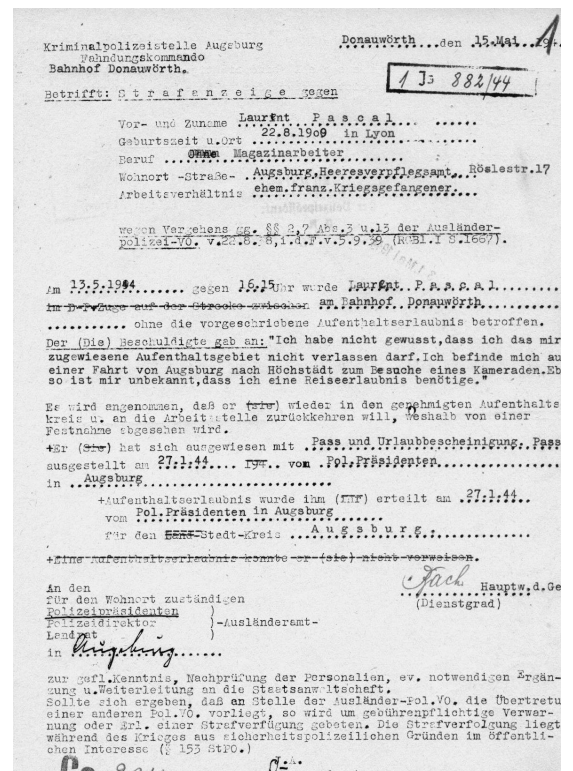 Donauwörth...den 15.Mai 194
1
Kriminalpolizeistelle Augsburg
Fahndungskommando
Bahnhof Donauwörth.
1 Js 882/44
Betrifft: S t r a f a n z e i g e gegen
Vor- und Zuname Laurent P a s c a l
Geburtszeit u.Ort 22.8.1909 in Lyon
Beruf Magazinarbeiter
Wohnort -Straße- Augsburg.Heeresverpflegsamt, Röslestr.17
Arbeitsverhältnis ehem.franz.Kriegsgefangener.
wegen Vergehens gg. §§ 2,7 Abs.3 u.13 der Ausländer-
polizei-VO. v.22.8.38,i.d.F.v.5.9.39 (RGBl.I S.1667).
Am 13.5.1944 gegen 16.15 Uhr wurde Laurent P a s c a l
im D-P-Zuge auf der Strecke zwischen am Bahnhof Donauwörth
ohne die vorgeschriebene Aufenthaltserlaubnis betroffen.
Der (Die) Beschuldigte gab an: "Ich habe nicht gewusst,dass ich das mir
zugewiesene Aufenthaltsgebiet nicht verlassen darf.Ich befinde mich au
einer Fahrt von Augsburg nach Höchstädt zum Besuche eines Kameraden.Eb
so ist mir unbekannt,dass ich eine Reiseerlaubnis benötige."
Es wird angenommen, daß er (sie) wieder in den genehmigten Aufenthalts
kreis u. an die Arbeitsstelle zurückkehren will, weshalb von einer
Festnahme abgesehen wird.
+Er (Sie) hat sich ausgewiesen mit Pass und Urlaubbescheinigung. Pass
ausgestellt am 27.1.44. 194 vom Pol.Präsidenten
in Augsburg
+Aufenthaltserlaubnis wurde ihm (ihr) erteilt am 27.1.44.
vom Pol.Präsidenten in Augsburg
für den Land-Stadt-Kreis A u g s b u r g.
+Eine Aufenthaltserlaubnis konnte er (sie) nicht vorweisen.
An den
für den Wohnort zuständigen
Polizeipräsidenten )
Polizeidirektor )-Ausländeramt-
Landrat )
in Augsburg
Hauptw.d.Ge
(Dienstgrad)
zur gefl.Kenntnis, Nachprüfung der Personalien, ev. notwendigen Ergän-
zung u.Weiterleitung an die Staatsanwaltschaft.
Sollte sich ergeben, daß an Stelle der Ausländer-Pol.VO. die Übertretu
einer anderen Pol.VO. vorliegt, so wird um gebührenpflichtige Verwar-
nung oder Erl. einer Strafverfügung gebeten. Die Strafverfolgung liegt
während des Krieges aus sicherheitspolizeilichen Gründen im öffentli-
chen Interesse (§ 153 StPO.)